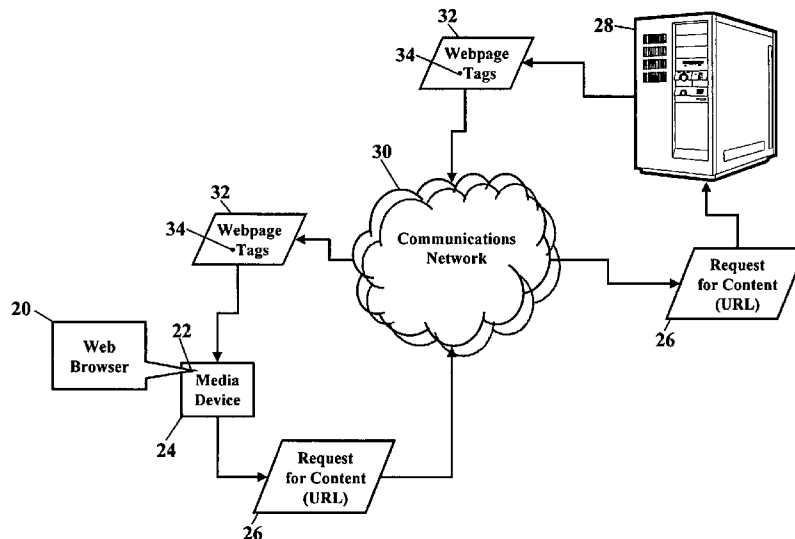 32
Webpage
34
Tags
28
30
Communications
Network
32
Webpage
34
Tags
Request
for Content
(URL)
26
20
Web
Browser
22
Media
Device
24
Request
for Content
(URL)
26